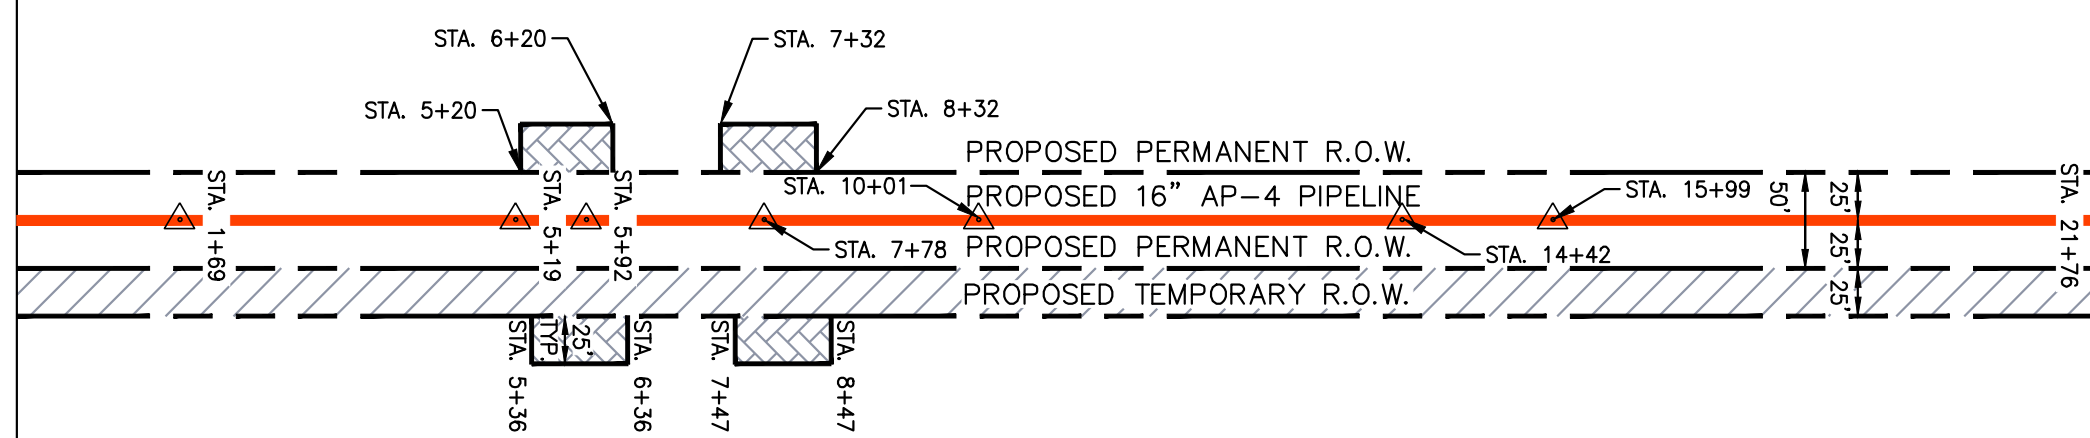 STA. 6+20
STA. 7+32
STA. 5+20
STA. 8+32
PROPOSED PERMANENT R.O.W.
STA. 1+69
STA. 5+19
STA. 5+92
STA. 10+01
PROPOSED 16" AP-4 PIPELINE
STA. 15+99
50'
25'
STA. 21+76
STA. 7+78
PROPOSED PERMANENT R.O.W.
STA. 14+42
25'
PROPOSED TEMPORARY R.O.W.
25'
STA. 5+36
25'
TYP.
STA. 6+36
STA. 7+47
STA. 8+47